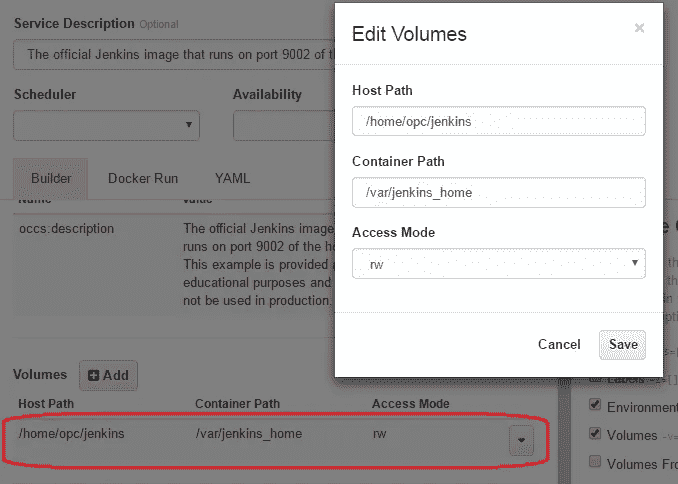 Service Description Optional
The official Jenkins image that runs on port 9002 of th
Scheduler
Availability
Builder
Docker Run
YAML
occs:description
The official Jenkins image
runs on port 9002 of the h
This example is provided
educational purposes and
not be used in production.
Volumes
Add
Host Path
Container Path
Access Mode
/home/opc/jenkins
/var/jenkins_home
rw
Edit Volumes
×
Host Path
/home/opc/jenkins
Container Path
/var/jenkins_home
Access Mode
rw
Cancel
Save
Environment
Volumes -v=
Volumes Fro